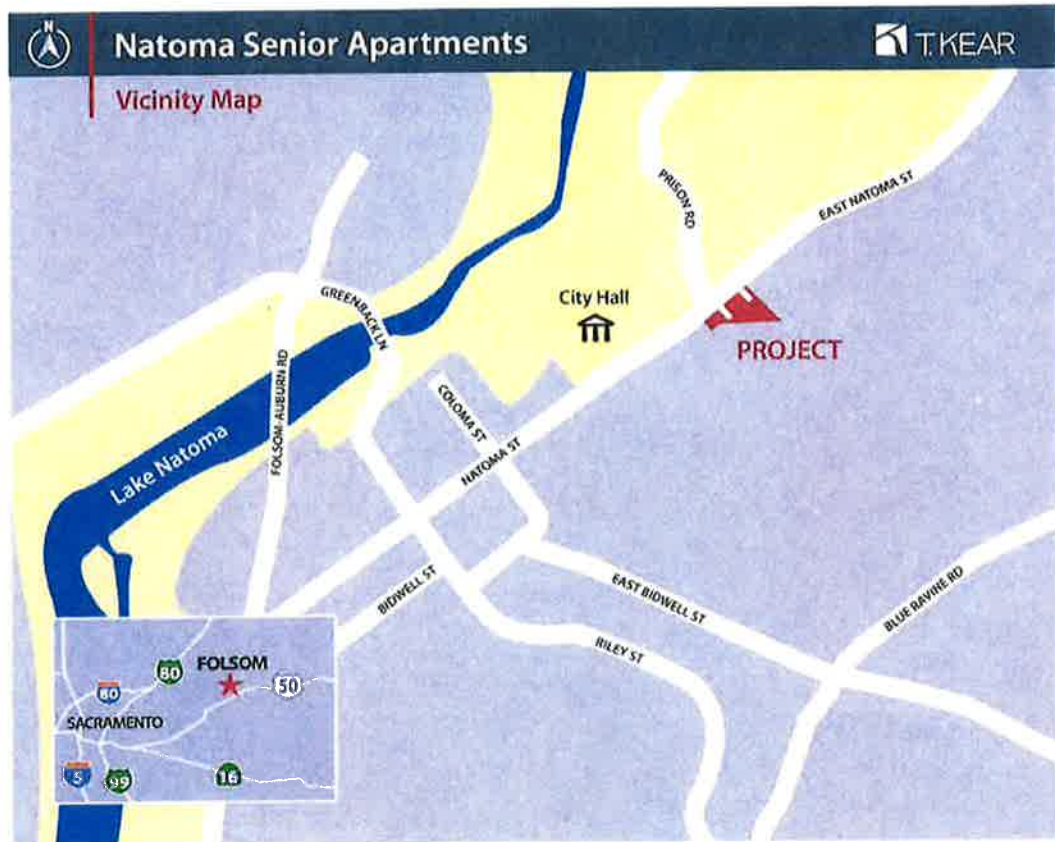 N
Natoma Senior Apartments
T.KEAR
Vicinity Map
PRISON RD
EAST NATOMA ST
GREENBACK LN
City Hall
PROJECT
FOLSOM-AUBURN RD
COLOMA ST
Lake Natoma
NATOMA ST
BIDWELL ST
EAST BIDWELL ST
BLUE RAVINE RD
RILEY ST
FOLSOM
80
80
50
SACRAMENTO
5
99
16